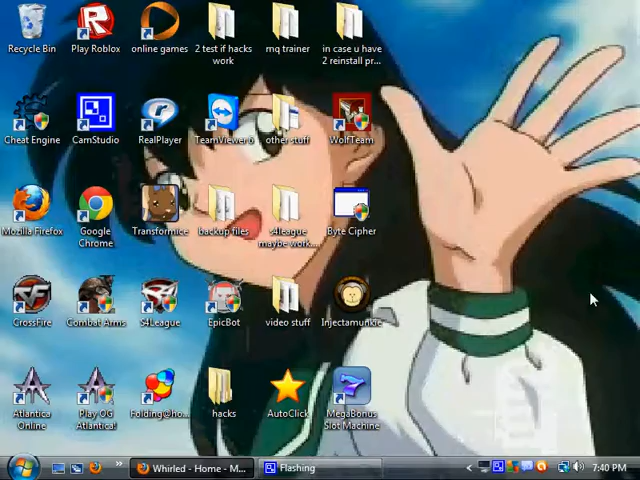 Recycle Bin
Play Roblox
online games
2 test if hacks
work
mq trainer
in case u have
2 reinstall pr...
Cheat Engine
CamStudio
RealPlayer
TeamViewer 6
other stuff
WolfTeam
Mozilla Firefox
Google
Chrome
Transformice
backup files
s4league
maybe work....
Byte Cipher
CrossFire
Combat Arms
S4League
EpicBot
video stuff
Injectamunkie
Atlantica
Online
Play OG
Atlantica!
Folding@ho...
hacks
AutoClick
MegaBonus
Slot Machine
Whirled - Home - M...
Flashing
7:40 PM